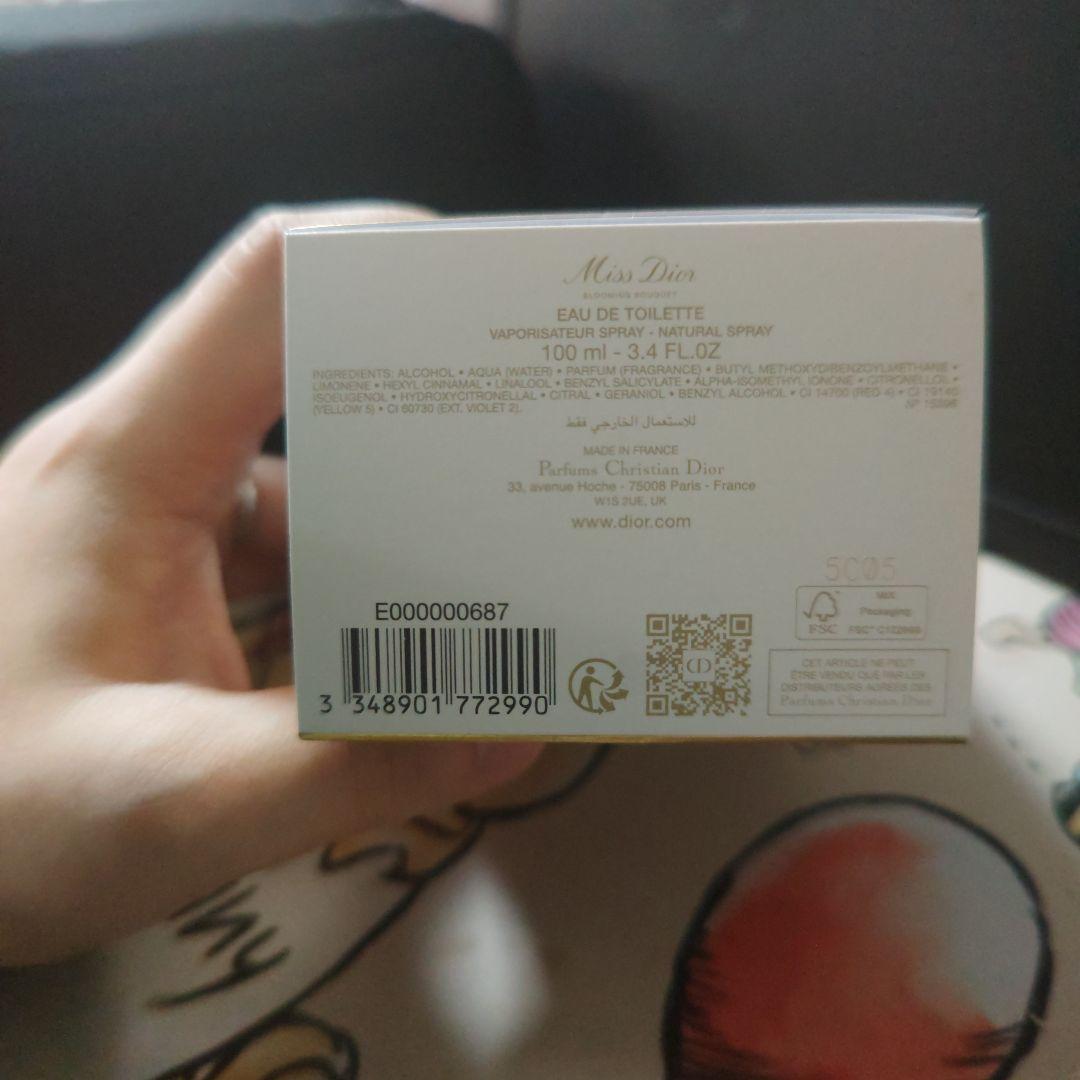 Miss Dior
BLOOMING BOUQUET
EAU DE TOILETTE
VAPORISATEUR SPRAY - NATURAL SPRAY
100 ml - 3.4 FL.OZ
INGREDIENTS: ALCOHOL • AQUA (WATER) • PARFUM (FRAGRANCE) • BUTYL METHOXYDIBENZOYLMETHANE •
LIMONENE • HEXYL CINNAMAL • LINALOOL • BENZYL SALICYLATE • ALPHA-ISOMETHYL IONONE • CITRONELLOL •
ISOEUGENOL • HYDROXYCITRONELLAL • CITRAL • GERANIOL • BENZYL ALCOHOL • CI 14700 (RED 4) • CI 19140
(YELLOW 5) • CI 60730 (EXT. VIOLET 2).
للاستعمال الخارجي فقط
MADE IN FRANCE
Parfums Christian Dior
33, avenue Hoche - 75008 Paris - France
W1S 2UE, UK
www.dior.com
5C05
MIX
Packaging
FSC
FSC®
E000000687
3 348901 772990
CD
CET ARTICLE NE PEUT
ÊTRE VENDU QUE PAR LES
DISTRIBUTEURS AGRÉÉS DES
Parfums Christian Dior